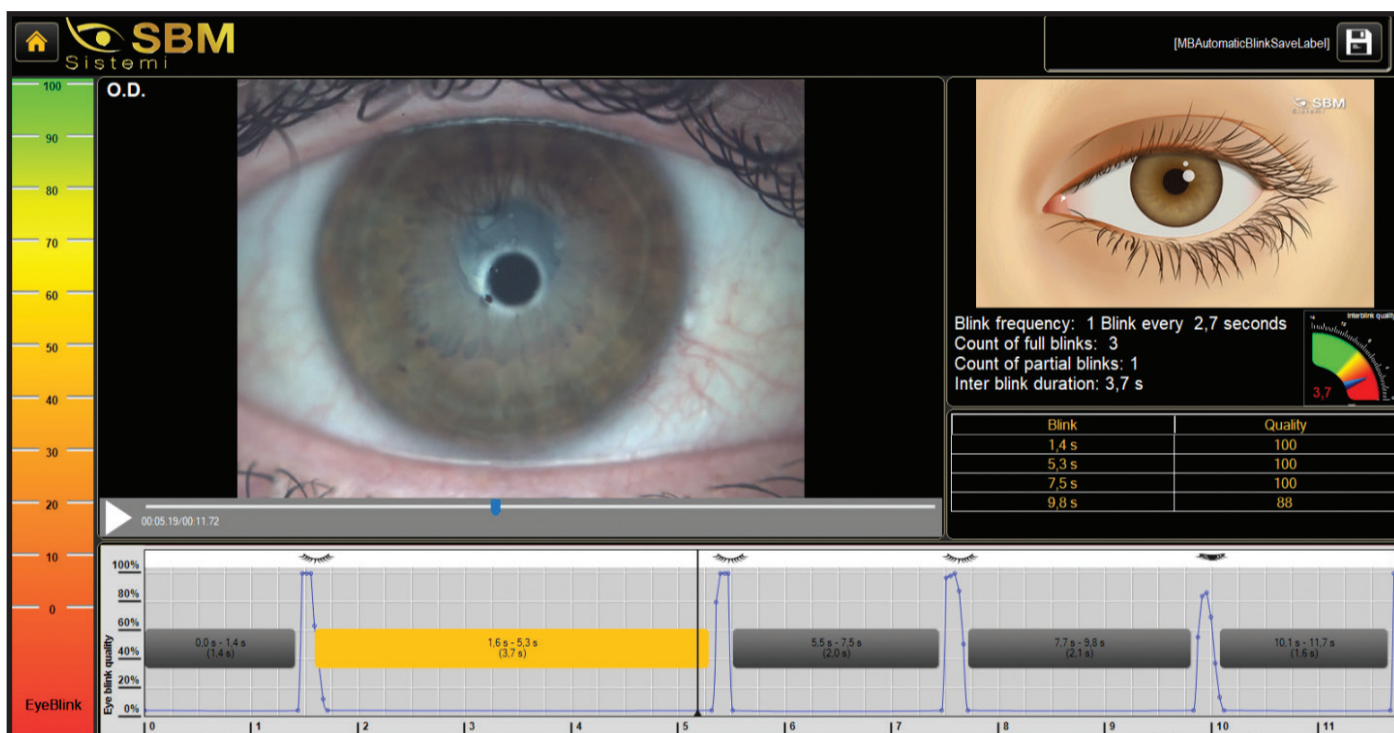 SBM
Sistemi
[MBAutomaticBlinkSaveLabel]
100
90
80
70
60
50
40
30
20
10
0
EyeBlink
O.D.
00:05.19/00:11.72
SBM
Sistemi
Blink frequency: 1 Blink every 2,7 seconds
Count of full blinks: 3
Count of partial blinks: 1
Inter blink duration: 3,7 s
Interblink quality
3,7
Blink Quality
1,4 s 100
5,3 s 100
7,5 s 100
9,8 s 88
Eye blink quality
100%
80%
60%
40%
20%
0%
0,0 s - 1,4 s
(1,4 s)
1,6 s - 5,3 s
(3,7 s)
5,5 s - 7,5 s
(2,0 s)
7,7 s - 9,8 s
(2,1 s)
10,1 s - 11,7 s
(1,6 s)
0 1 2 3 4 5 6 7 8 9 10 11